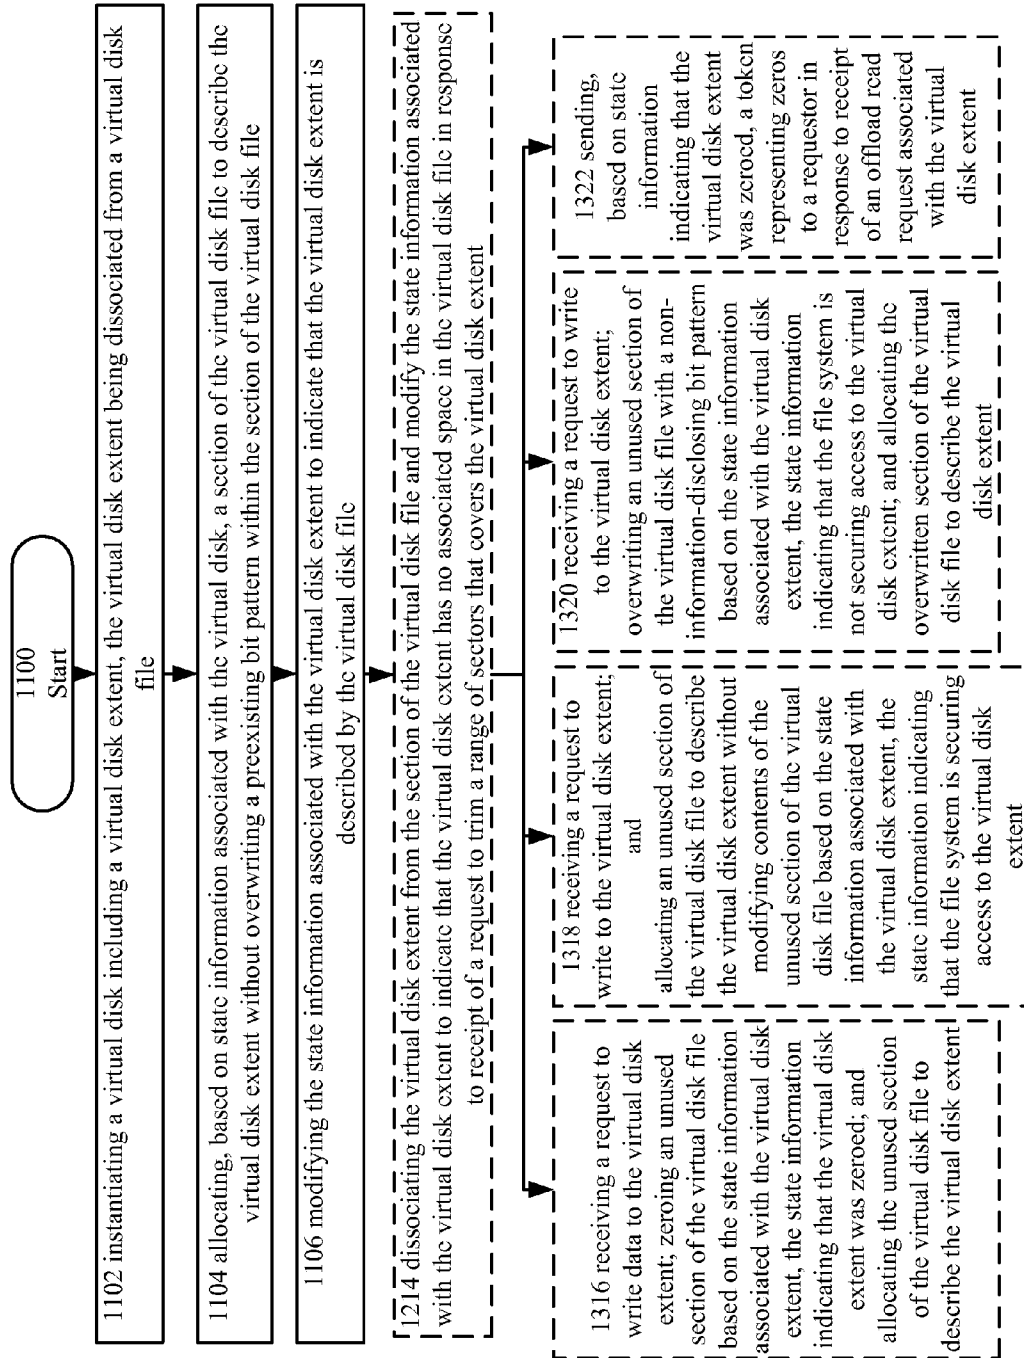 1100
Start
1102 instantiating a virtual disk including a virtual disk extent, the virtual disk extent being dissociated from a virtual disk
file
1104 allocating, based on state information associated with the virtual disk, a section of the virtual disk file to describe the
virtual disk extent without overwriting a preexisting bit pattern within the section of the virtual disk file
1106 modifying the state information associated with the virtual disk extent to indicate that the virtual disk extent is
described by the virtual disk file
1214 dissociating the virtual disk extent from the section of the virtual disk file and modify the state information associated
with the virtual disk extent to indicate that the virtual disk extent has no associated space in the virtual disk file in response
to receipt of a request to trim a range of sectors that covers the virtual disk extent
1316 receiving a request to
write data to the virtual disk
extent; zeroing an unused
section of the virtual disk file
based on the state information
associated with the virtual disk
extent, the state information
indicating that the virtual disk
extent was zeroed; and
allocating the unused section
of the virtual disk file to
describe the virtual disk extent
1318 receiving a request to
write to the virtual disk extent;
and
allocating an unused section of
the virtual disk file to describe
the virtual disk extent without
modifying contents of the
unused section of the virtual
disk file based on the state
information associated with
the virtual disk extent, the
state information indicating
that the file system is securing
access to the virtual disk
extent
1320 receiving a request to write
to the virtual disk extent;
overwriting an unused section of
the virtual disk file with a non-
information-disclosing bit pattern
based on the state information
associated with the virtual disk
extent, the state information
indicating that the file system is
not securing access to the virtual
disk extent; and allocating the
overwritten section of the virtual
disk file to describe the virtual
disk extent
1322 sending,
based on state
information
indicating that the
virtual disk extent
was zeroed, a token
representing zeros
to a requestor in
response to receipt
of an offload read
request associated
with the virtual
disk extent